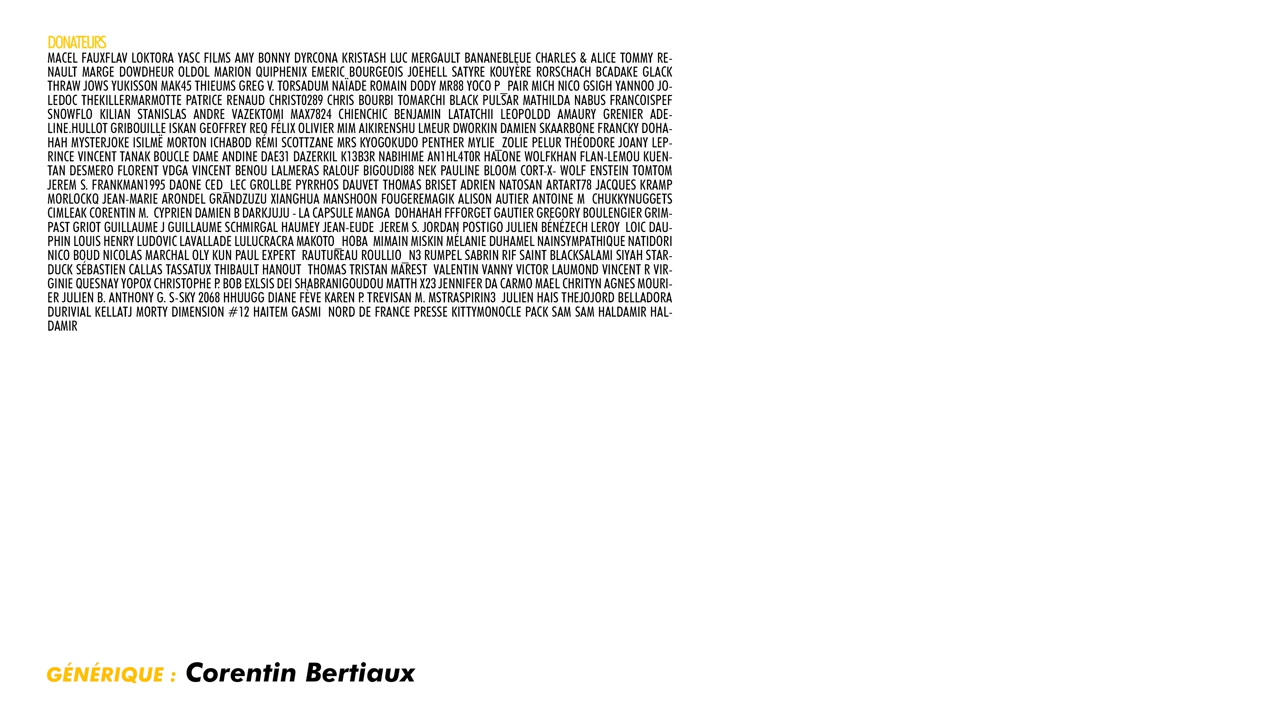 DONATEURS
MACEL FAUXFLAV LOKTORA YASC FILMS AMY BONNY DYRCONA KRISTASH LUC MERGAULT BANANEBLEUE CHARLES & ALICE TOMMY RE-
NAULT MARGE DOWDHEUR OLDOL MARION QUIPHENIX EMERIC_BOURGEOIS JOEHELL SATYRE KOUYÈRE RORSCHACH BCADAKE GLACK
THRAW JOWS YUKISSON MAK45 THIEUMS GREG V. TORSADUM NAÏADE ROMAIN DODY MR88 YOCO P_PAIR MICH NICO GSIGH YANNOO JO-
LEDOC THEKILLERMARMOTTE PATRICE RENAUD CHRIST0289 CHRIS BOURBI TOMARCHI BLACK PULSAR MATHILDA NABUS FRANCOISPEF
SNOWFLO KILIAN STANISLAS ANDRE VAZEKTOMI MAX7824 CHIENCHIC BENJAMIN LATATCHII LEOPOLDD AMAURY GRENIER ADE-
LINE.HULLOT GRIBOUILLE ISKAN GEOFFREY REQ FÉLIX OLIVIER MIM AIKIRENSHU LMEUR DWORKIN DAMIEN SKAARBONE FRANCKY DOHA-
HAH MYSTERJOKE ISILMË MORTON ICHABOD RÉMI SCOTTZANE MRS KYOGOKUDO PENTHER MYLIE_ZOLIE PELUR THÉODORE JOANY LEP-
RINCE VINCENT TANAK BOUCLE DAME ANDINE DAE31 DAZERKIL K13B3R NABIHIME AN1HL4T0R HALONE WOLFKHAN FLAN-LEMOU KUEN-
TAN DESMERO FLORENT VDGA VINCENT BENOU LALMERAS RALOUF BIGOUDI88 NEK PAULINE BLOOM CORT-X- WOLF ENSTEIN TOMTOM
JEREM S. FRANKMAN1995 DAONE CED_LEC GROLLBE PYRRHOS DAUVET THOMAS BRISET ADRIEN NATOSAN ARTART78 JACQUES KRAMP
MORLOCKQ JEAN-MARIE ARONDEL GRANDZUZU XIANGHUA MANSHOON FOUGEREMAGIK ALISON AUTIER ANTOINE M CHUKKYNUGGETS
CIMLEAK CORENTIN M. CYPRIEN DAMIEN B DARKJUJU - LA CAPSULE MANGA DOHAHAH FFFORGET GAUTIER GREGORY BOULENGIER GRIM-
PAST GRIOT GUILLAUME J GUILLAUME SCHMIRGAL HAUMEY JEAN-EUDE JEREM S. JORDAN POSTIGO JULIEN BÉNÉZECH LEROY LOIC DAU-
PHIN LOUIS HENRY LUDOVIC LAVALLADE LULUCRACRA MAKOTO_HOBA MIMAIN MISKIN MÉLANIE DUHAMEL NAINSYMPATHIQUE NATIDORI
NICO BOUD NICOLAS MARCHAL OLY KUN PAUL EXPERT RAUTUREAU ROULLIO_N3 RUMPEL SABRIN RIF SAINT BLACKSALAMI SIYAH STAR-
DUCK SÉBASTIEN CALLAS TASSATUX THIBAULT HANOUT THOMAS TRISTAN MAREST VALENTIN VANNY VICTOR LAUMOND VINCENT R VIR-
GINIE QUESNAY YOPOX CHRISTOPHE P. BOB EXLSIS DEI SHABRANIGOUDOU MATTH X23 JENNIFER DA CARMO MAEL CHRITYN AGNES MOURI-
ER JULIEN B. ANTHONY G. S-SKY 2068 HHUUGG DIANE FÈVE KAREN P. TREVISAN M. MSTRASPIRIN3 JULIEN HAIS THEJOJORD BELLADORA
DURIVIAL KELLATJ MORTY DIMENSION #12 HAITEM GASMI NORD DE FRANCE PRESSE KITTYMONOCLE PACK SAM SAM HALDAMIR HAL-
DAMIR
GÉNÉRIQUE : Corentin Bertiaux